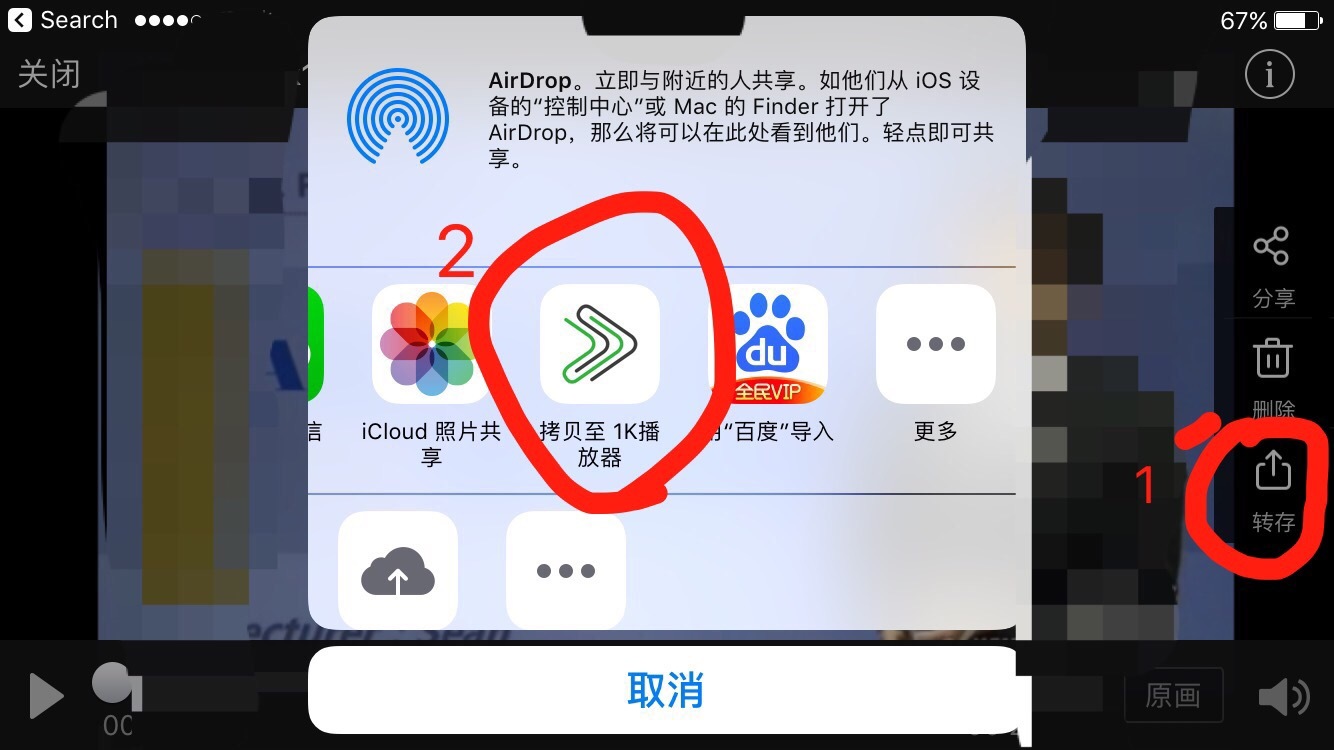 Search
67%
关闭
AirDrop。立即与附近的人共享。如他们从 iOS 设
备的“控制中心”或 Mac 的 Finder 打开了
AirDrop，那么将可以在此处看到他们。轻点即可共
享。
2
分享
du
全民VIP
信
iCloud 照片共
享
拷贝至 1K播
放器
“百度”导入
更多
删除
1
转存
取消
原画